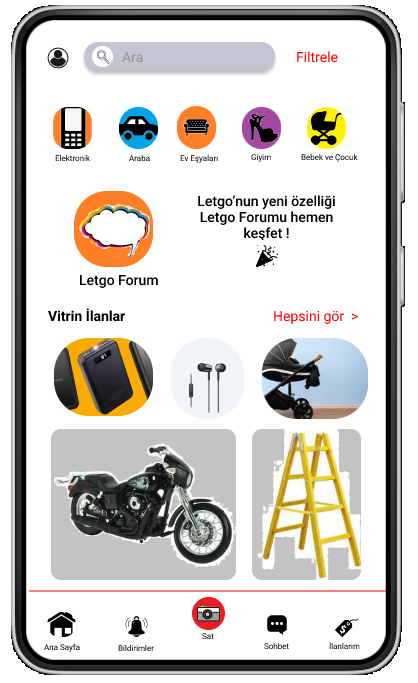 Ara
Filtrele
Elektronik
Araba
Ev Eşyaları
Giyim
Bebek ve Çocuk
Letgo'nun yeni özelliği
Letgo Forumu hemen
keşfet !
Letgo Forum
Vitrin İlanlar
Hepsini gör >
Ana Sayfa
Bildirimler
Sat
Sohbet
İlanlarım